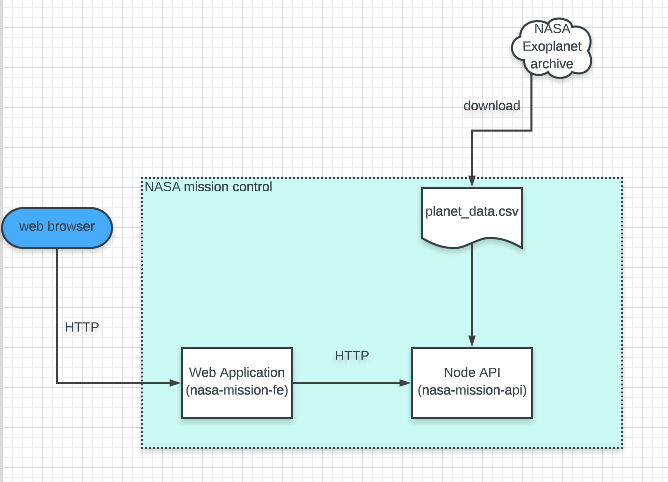 NASA
Exoplanet
archive
download
NASA mission control
planet_data.csv
web browser
HTTP
HTTP
Web Application
(nasa-mission-fe)
Node API
(nasa-mission-api)